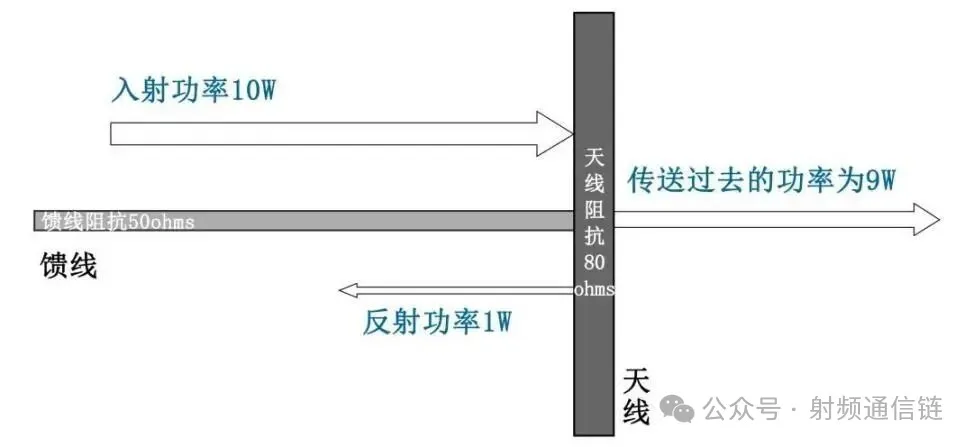 入射功率10W
天线阻抗80ohms
传送过去的功率为9W
馈线阻抗50ohms
馈线
反射功率1W
天线
公众号·射频通信链